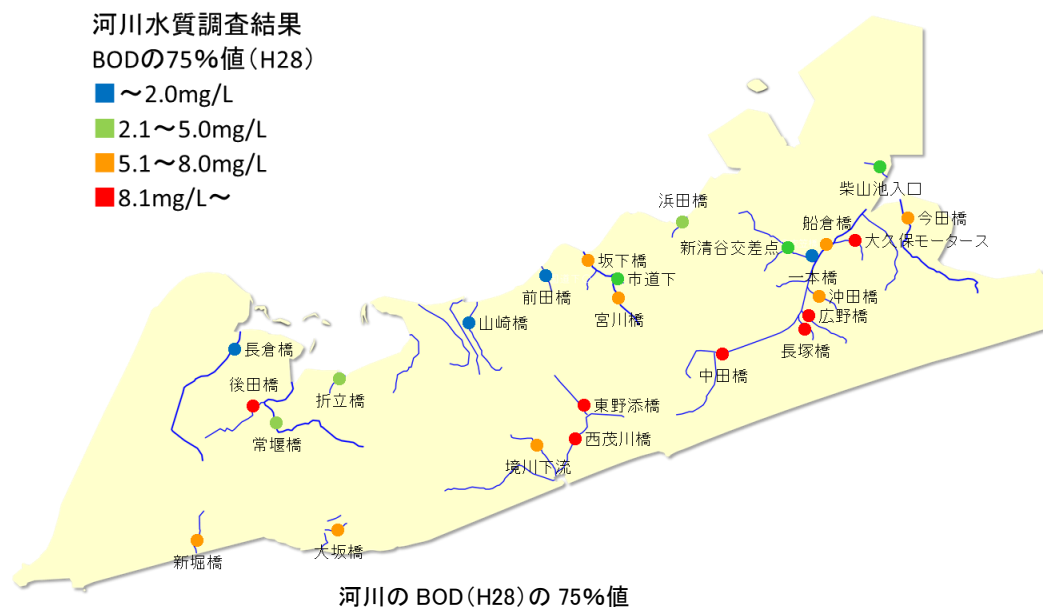 河川水質調査結果
BODの75%値（H28）
～2.0mg/L
2.1～5.0mg/L
5.1～8.0mg/L
8.1mg/L～
柴山池入口
浜田橋
船倉橋
今田橋
新清谷交差点
大久保モータース
坂下橋
一本橋
市道下
前田橋
沖田橋
宮川橋
広野橋
山崎橋
長倉橋
長塚橋
中田橋
後田橋
折立橋
東野添橋
常堰橋
西茂川橋
境川下流
新堀橋
大坂橋
河川の BOD（H28）の 75%値